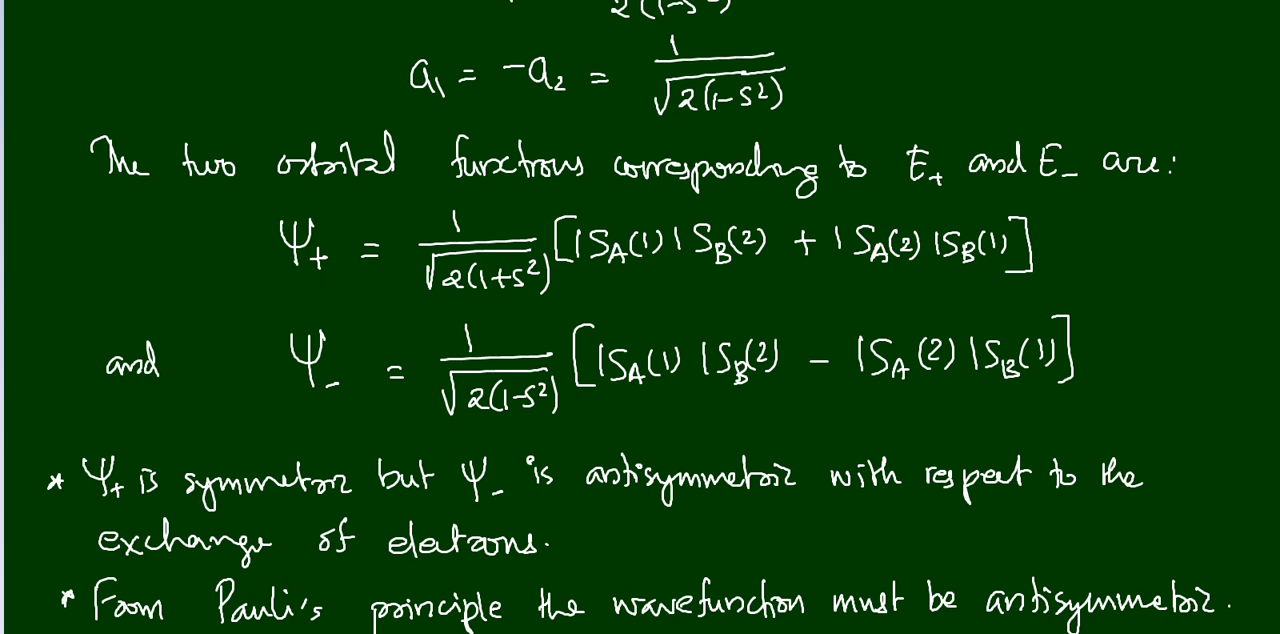 2(1-S²)
a₁ = -a₂ = 1/√2(1-S²)
The two orbital functions corresponding to E₊ and E₋ are:
Ψ₊ = 1/√2(1+S²) [1S_A(1) 1S_B(2) + 1S_A(2) 1S_B(1)]
and Ψ₋ = 1/√2(1-S²) [1S_A(1) 1S_B(2) - 1S_A(2) 1S_B(1)]
* Ψ₊ is symmetric but Ψ₋ is antisymmetric with respect to the
exchange of electrons.
* From Pauli's principle the wavefunction must be antisymmetric.